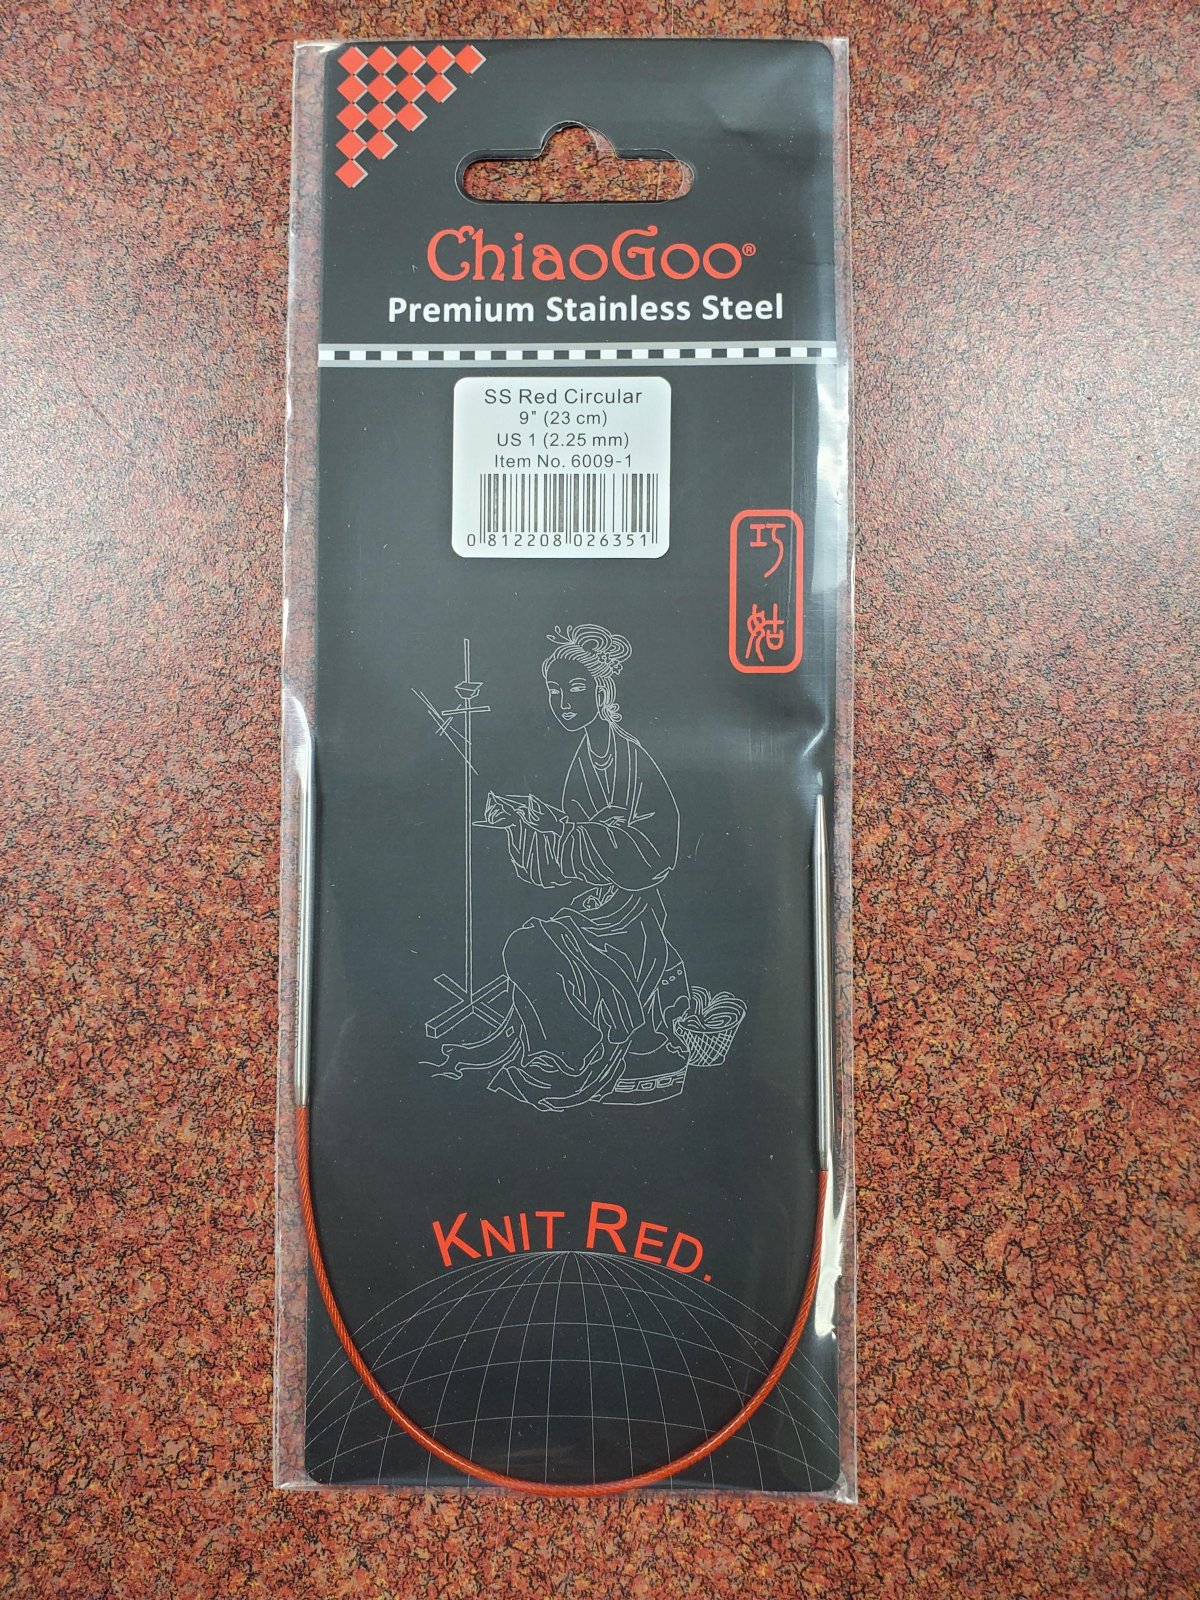 ChiaoGoo®
Premium Stainless Steel
SS Red Circular
9" (23 cm)
US 1 (2.25 mm)
Item No. 6009-1
0 812208 026351
巧
姑
KNIT RED.